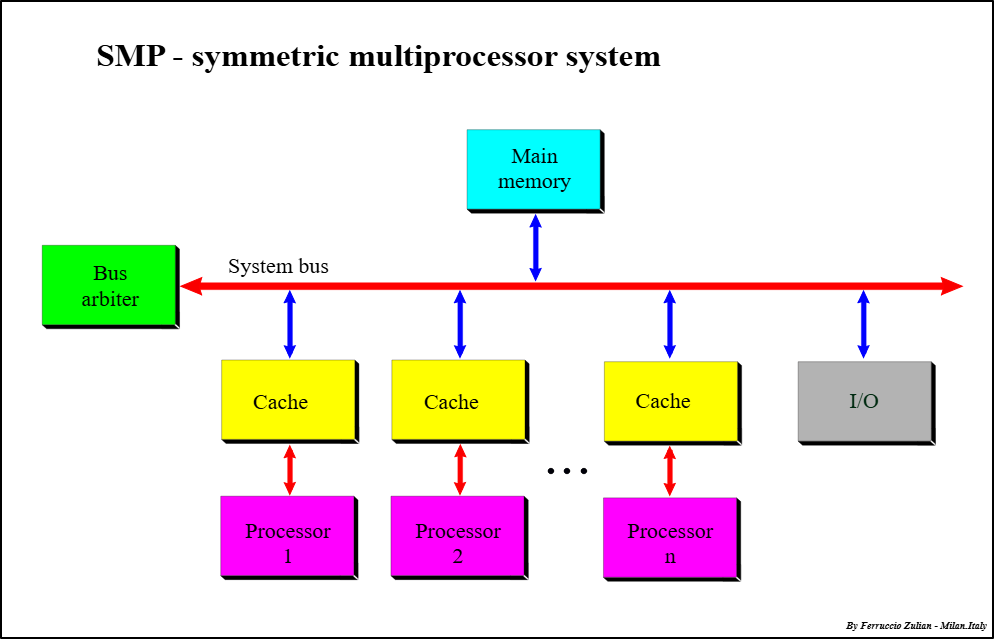 SMP - symmetric multiprocessor system
Main
memory
Bus
arbiter
System bus
Cache
Cache
Cache
I/O
...
Processor
1
Processor
2
Processor
n
By Ferruccio Zulian - Milan.Italy